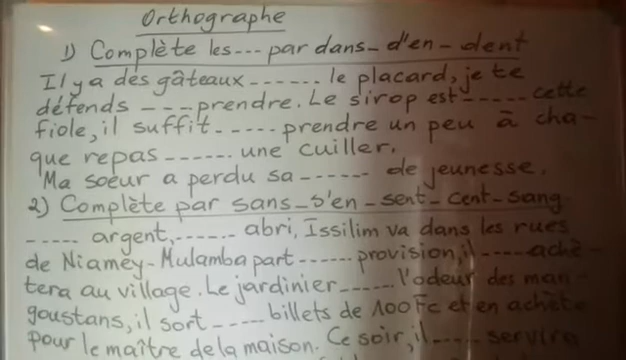 Orthographe
1) Complète les --- par dans - d'en - dent
Il y a des gâteaux ------- le placard, je te
défends ---- prendre. Le sirop est ----- cette
fiole, il suffit ----- prendre un peu à cha-
que repas ------- une cuiller.
Ma soeur a perdu sa ------ de jeunesse.
2) Complète par sans - s'en - sent - cent - sang
----- argent, ------ abri, Issilim va dans les rues
de Niamey - Mulamba part ------ provision, il ---- achè-
tera au village. Le jardinier ------ l'odeur des man-
goustans, il sort ----- billets de 100 Fc et en achète
pour le maître de la maison. Ce soir, il ---- servira